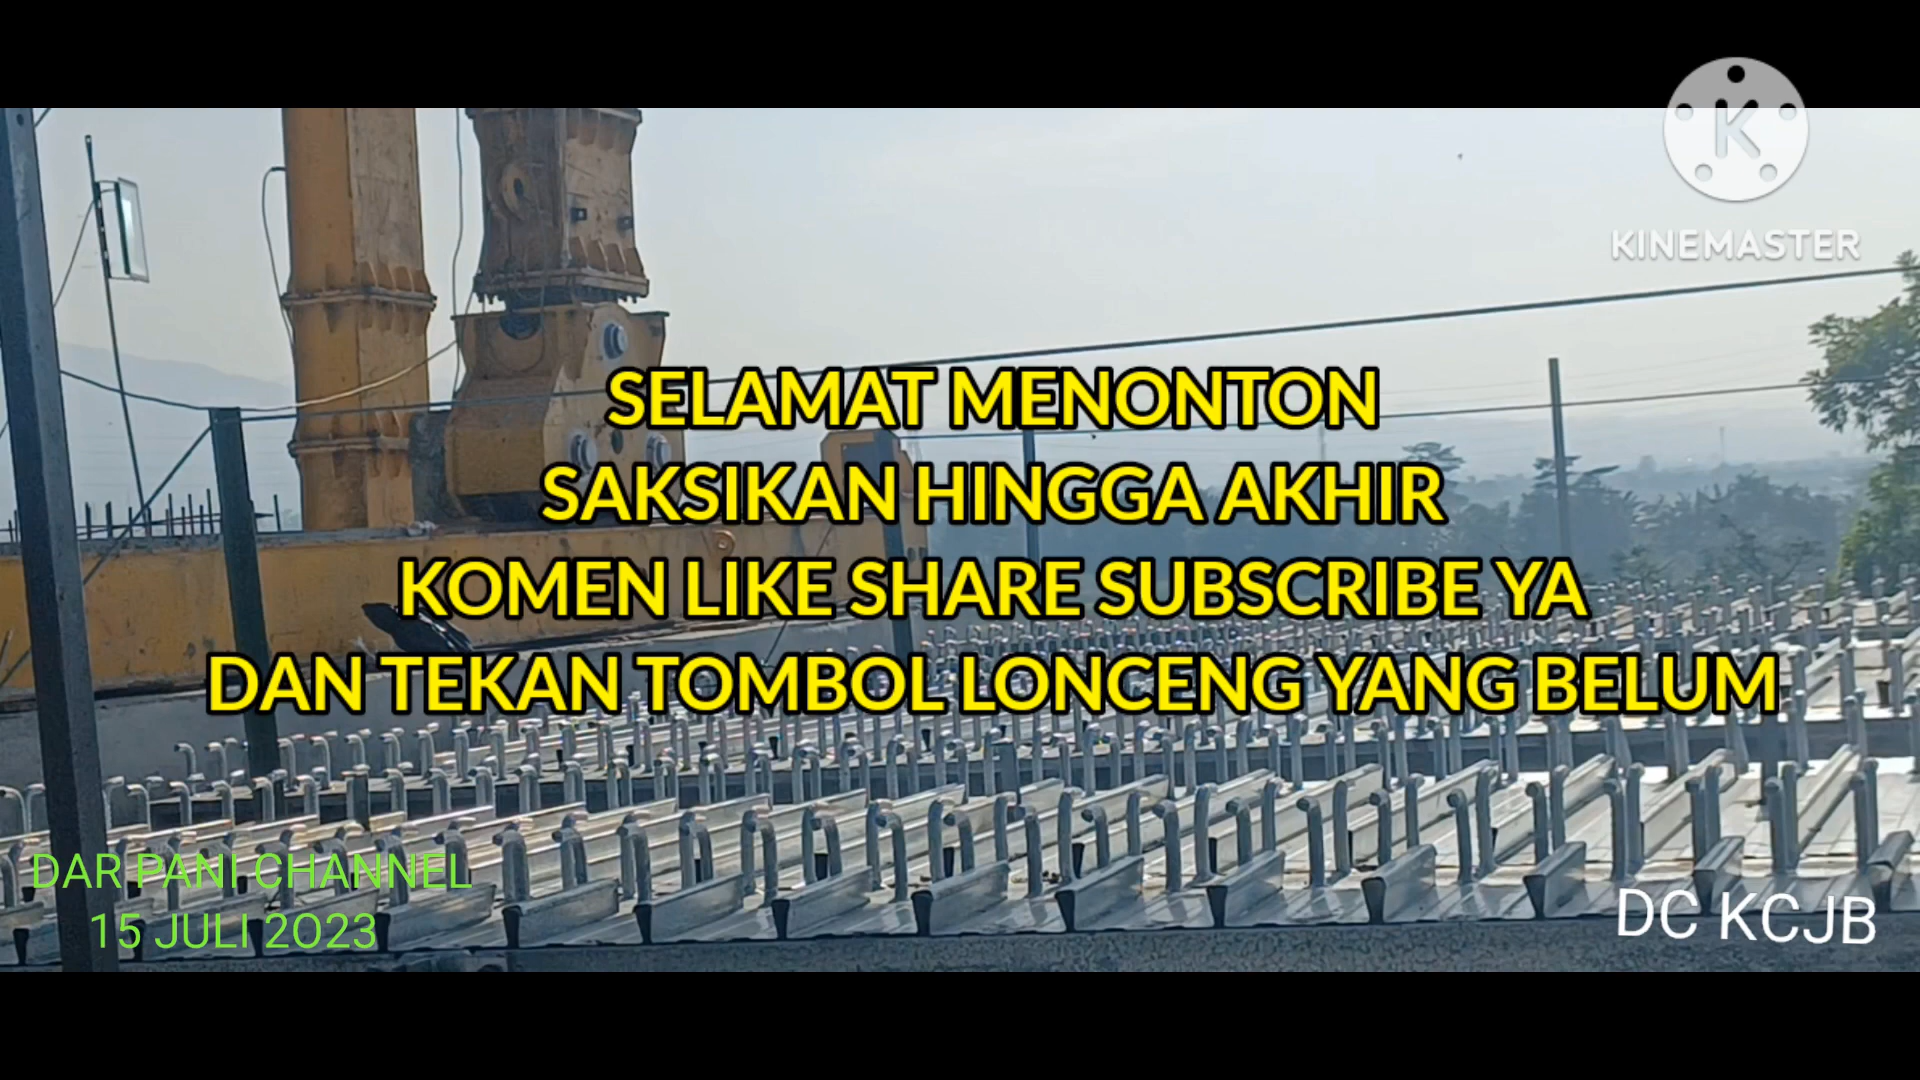 K
KINEMASTER
SELAMAT MENONTON
SAKSIKAN HINGGA AKHIR
KOMEN LIKE SHARE SUBSCRIBE YA
DAN TEKAN TOMBOL LONCENG YANG BELUM
DAR PANI CHANNEL
15 JULI 2023
DC KCJB